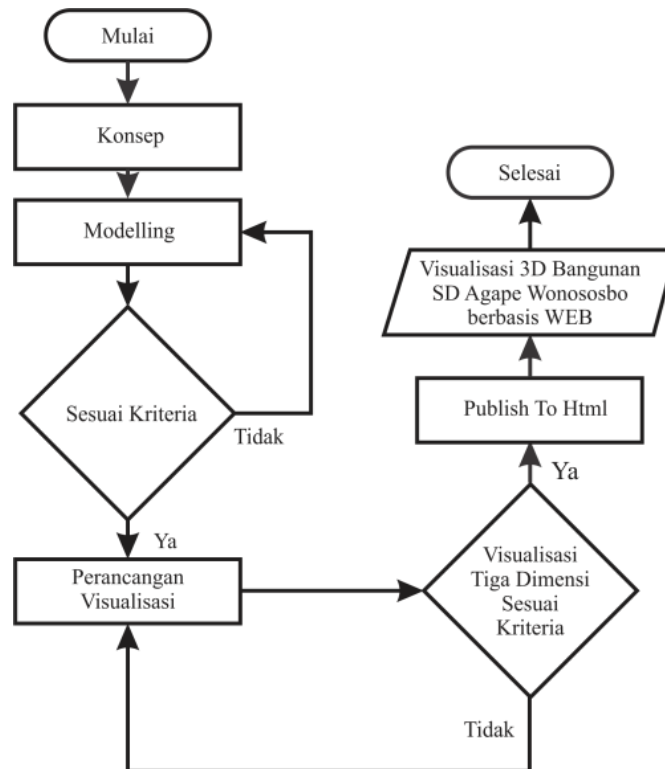 Mulai
Konsep
Modelling
Sesuai Kriteria
Tidak
Ya
Perancangan
Visualisasi
Visualisasi
Tiga Dimensi
Sesuai
Kriteria
Tidak
Ya
Publish To Html
Visualisasi 3D Bangunan
SD Agape Wonososbo
berbasis WEB
Selesai